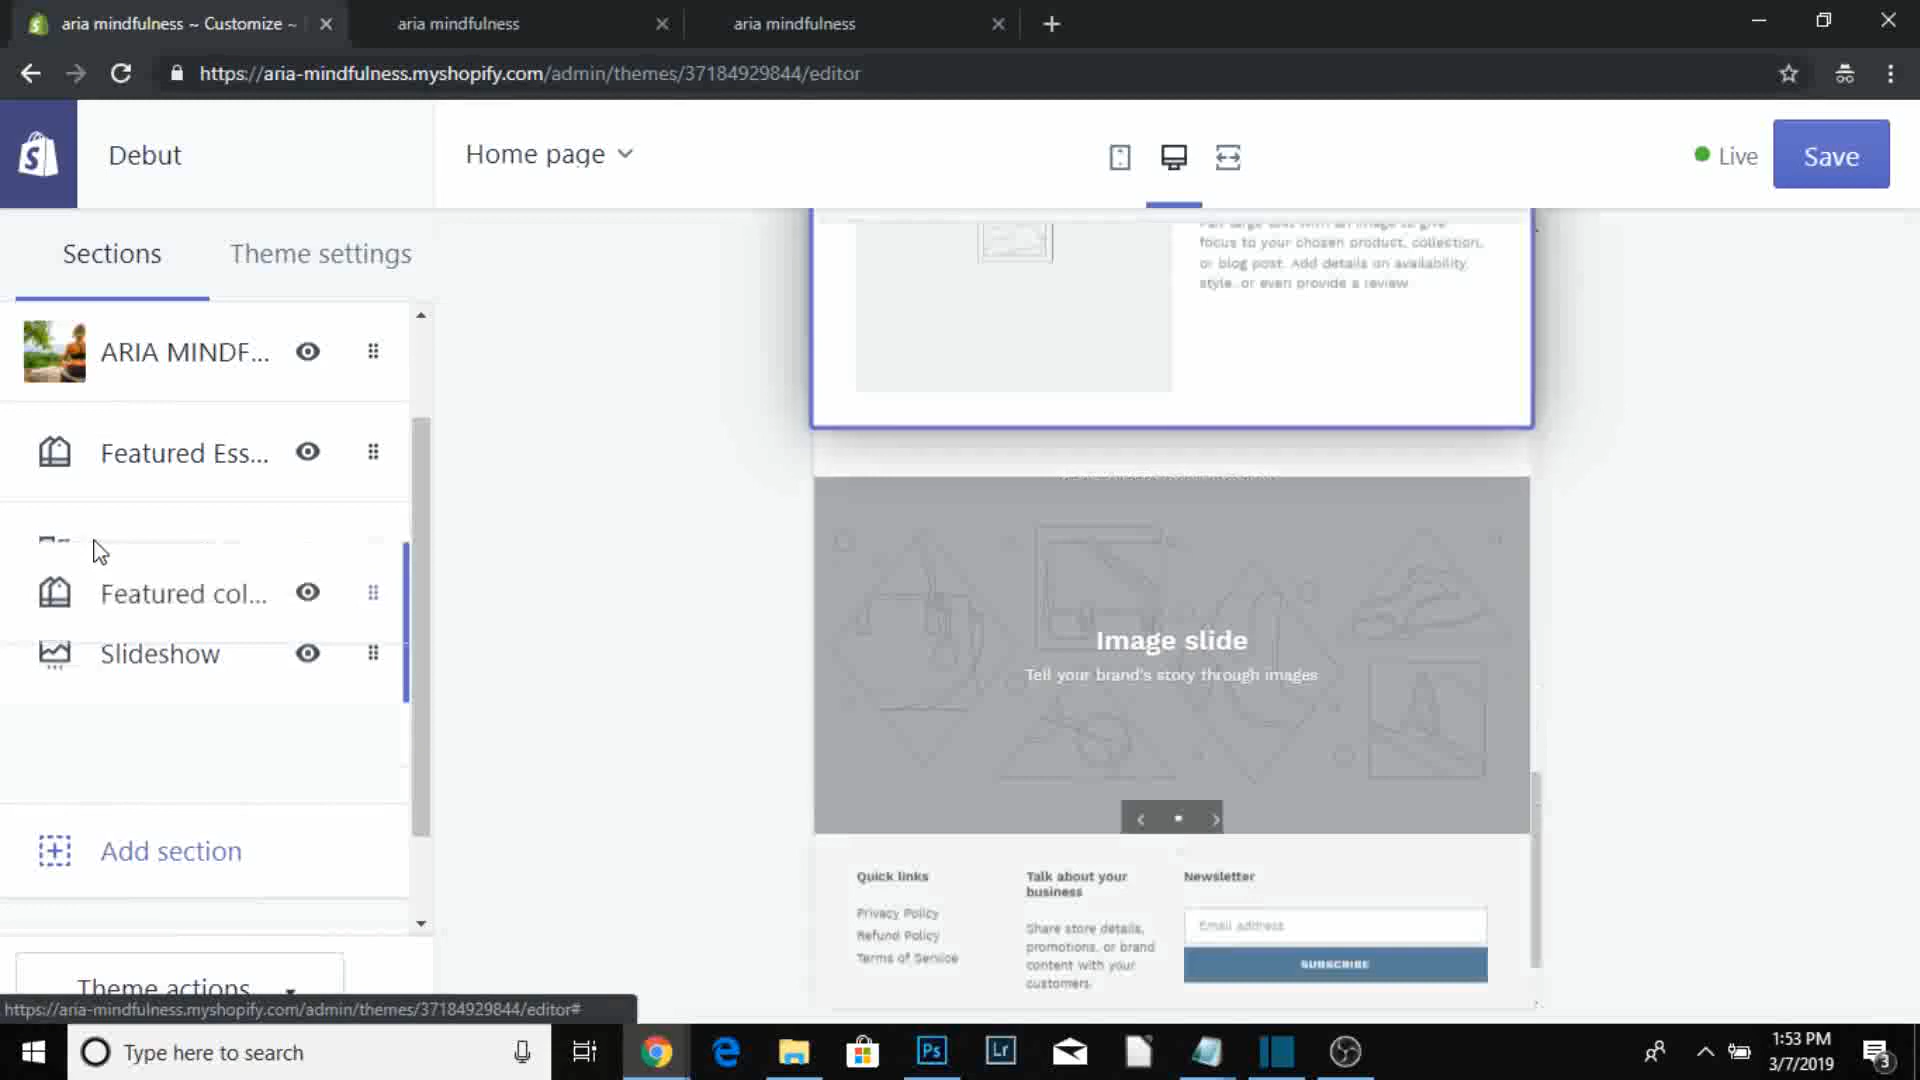 aria mindfulness ~ Customize ~
aria mindfulness
aria mindfulness
https://aria-mindfulness.myshopify.com/admin/themes/37184929844/editor
Debut
Home page
Live
Save
Sections
Theme settings
ARIA MINDF...
Featured Ess...
Featured col...
Slideshow
Add section
Theme actions
focus to your chosen product, collection,
or blog post. Add details on availability,
style, or even provide a review.
Image slide
Tell your brand's story through images
Quick links
Privacy Policy
Refund Policy
Terms of Service
Talk about your
business
Share store details,
promotions, or brand
content with your
customers.
Newsletter
Email address
SUBSCRIBE
https://aria-mindfulness.myshopify.com/admin/themes/37184929844/editor#
Type here to search
Ps
Lr
1:53 PM
3/7/2019
3